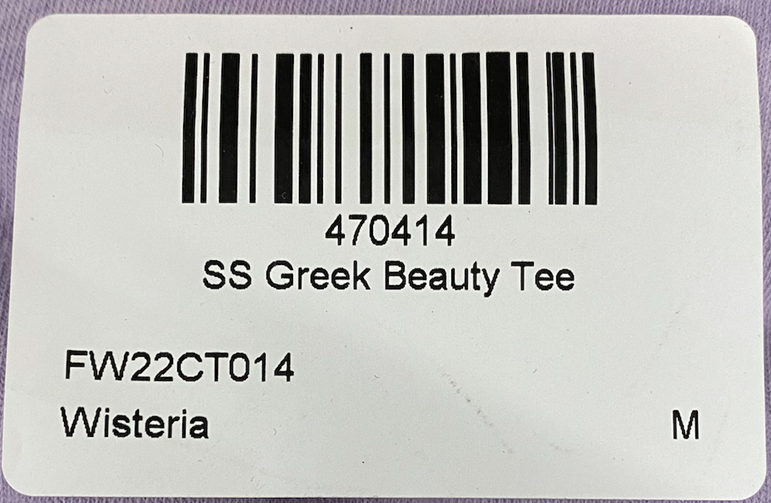 470414
SS Greek Beauty Tee
FW22CT014
Wisteria M